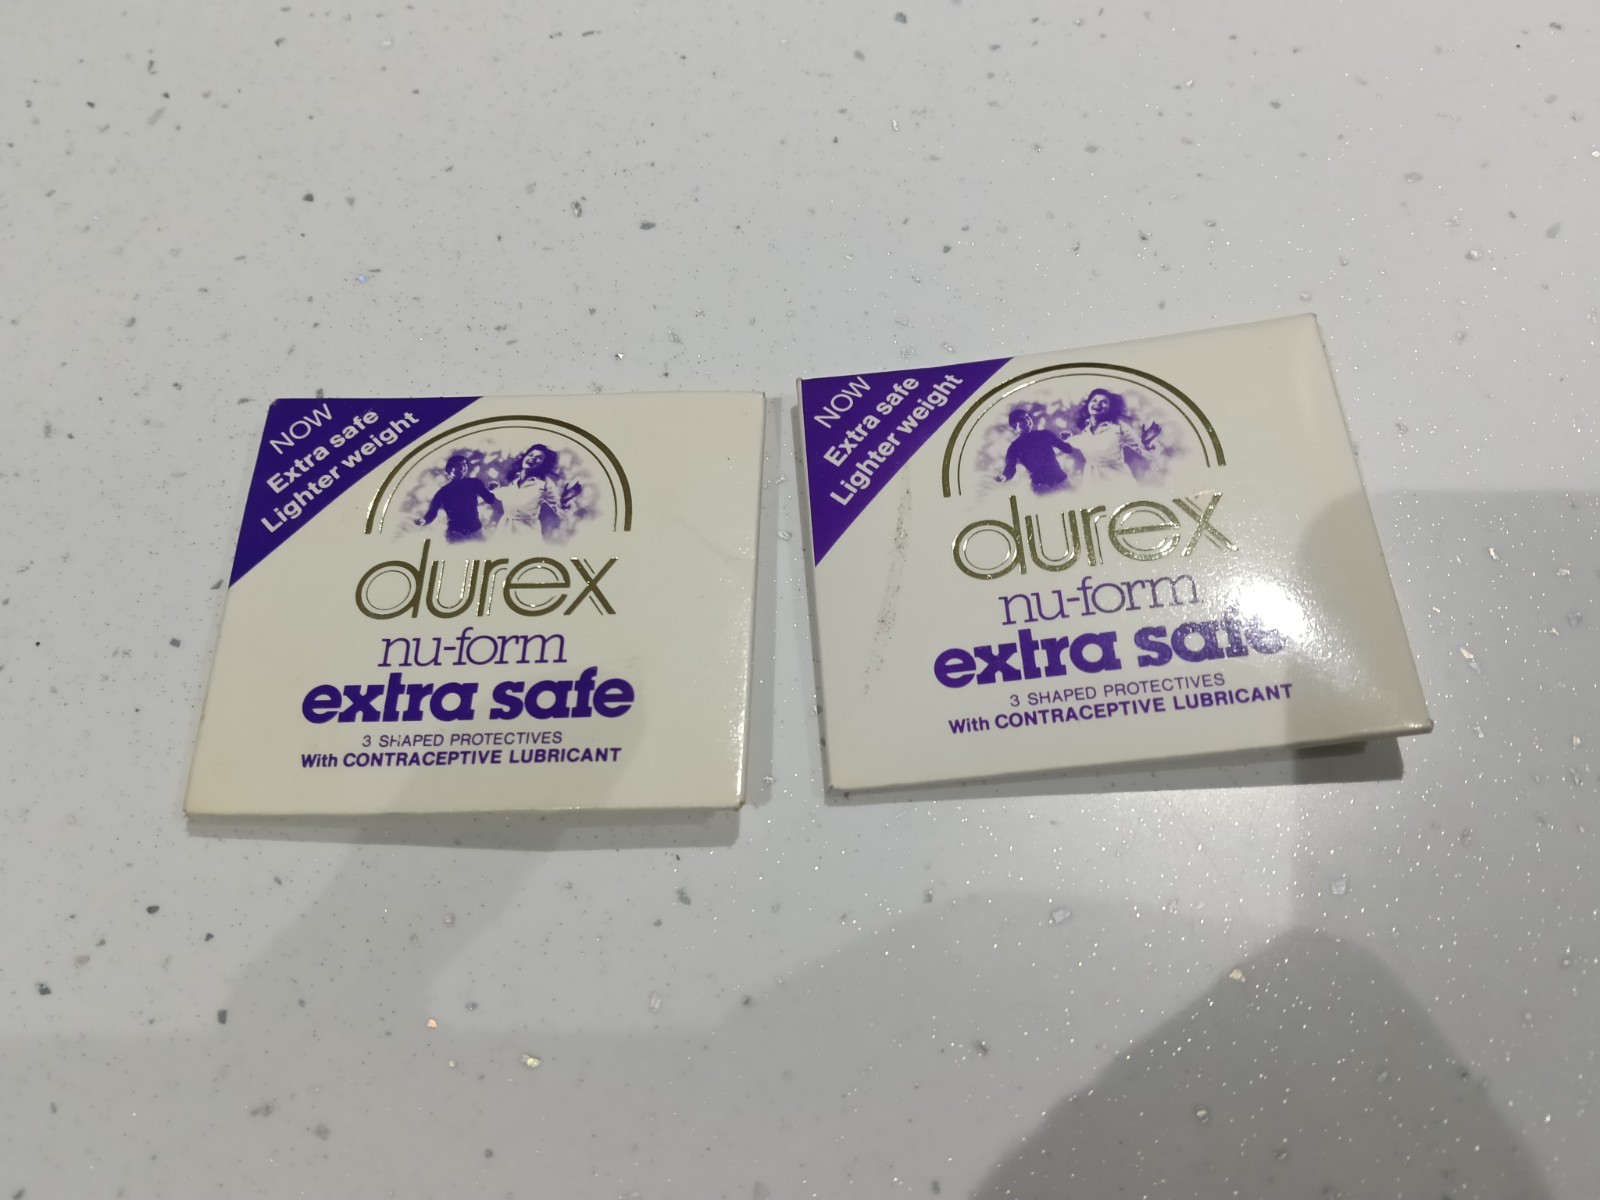 NOW
Extra safe
Lighter weight
durex
nu-form
extra safe
3 SHAPED PROTECTIVES
With CONTRACEPTIVE LUBRICANT
NOW
Extra safe
Lighter weight
durex
nu-form
extra safe
3 SHAPED PROTECTIVES
With CONTRACEPTIVE LUBRICANT